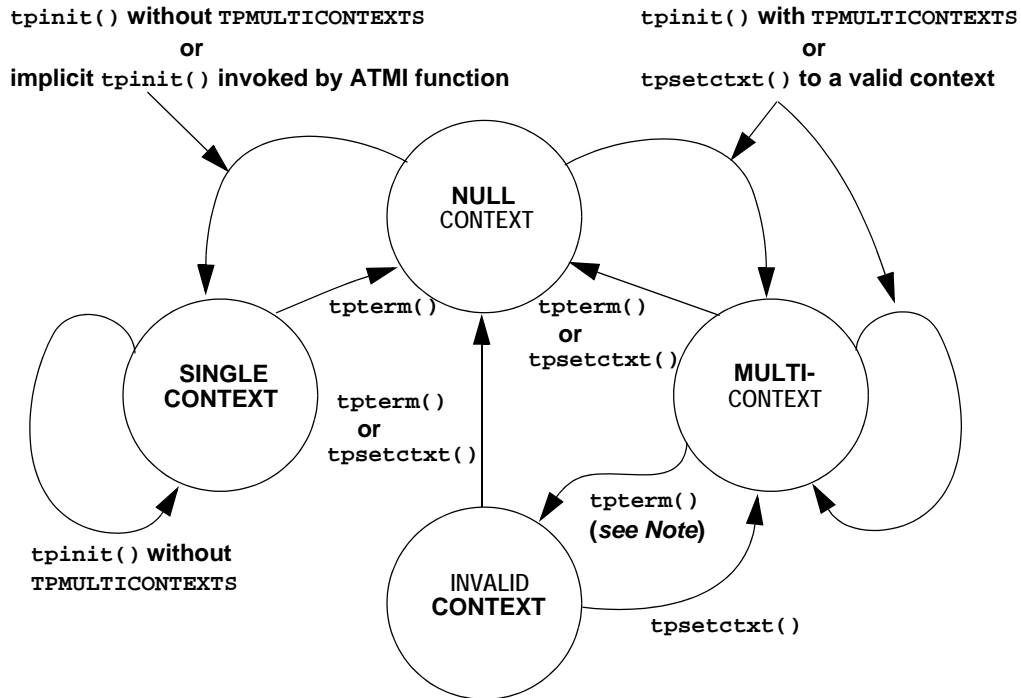 tpinit() without TPMULTICONTEXTS
or
implicit tpinit() invoked by ATMI function
tpinit() with TPMULTICONTEXTS
or
tpsetctxt() to a valid context
NULL
CONTEXT
tpterm()
tpterm()
or
tpsetctxt()
SINGLE
CONTEXT
MULTI-
CONTEXT
tpterm()
or
tpsetctxt()
tpterm()
(see Note)
tpinit() without
TPMULTICONTEXTS
INVALID
CONTEXT
tpsetctxt()